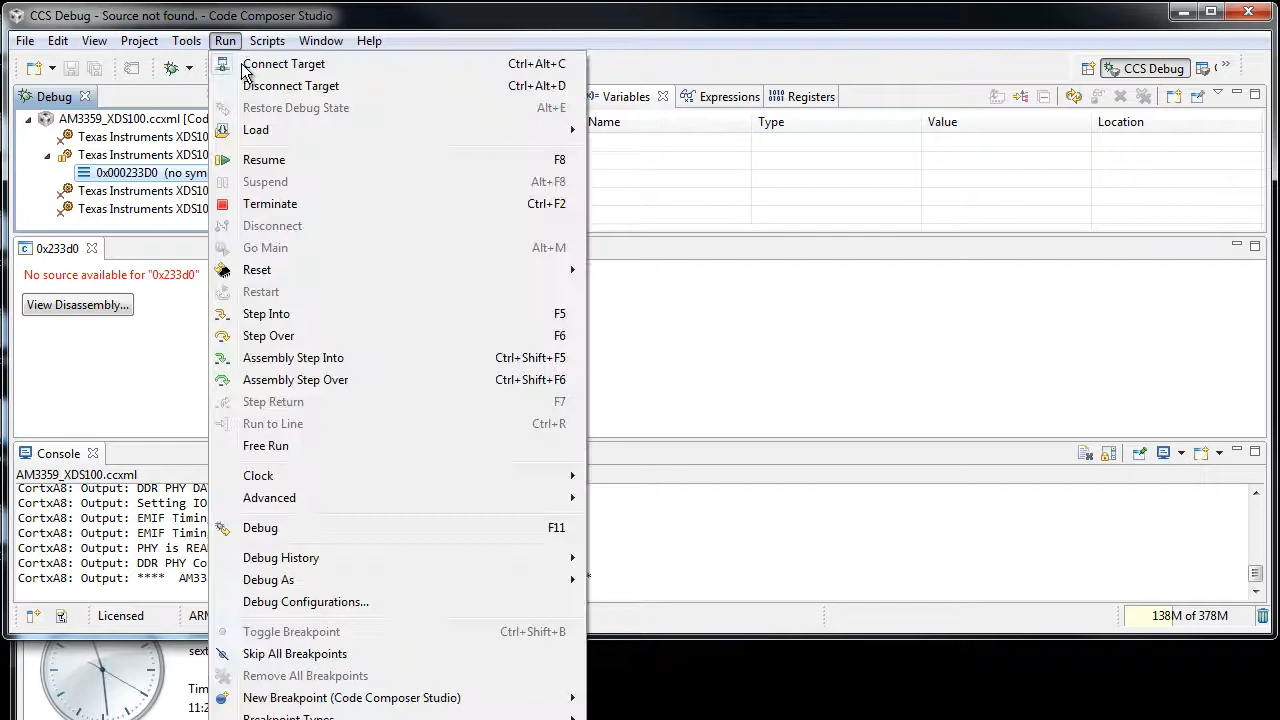 CCS Debug - Source not found. - Code Composer Studio
File Edit View Project Tools Run Scripts Window Help
CCS Debug
Debug
Variables Expressions Registers
AM3359_XDS100.ccxml [Cod
Texas Instruments XDS10
Texas Instruments XDS10
0x000233D0 (no sym
Texas Instruments XDS10
Texas Instruments XDS10
Name Type Value Location
Connect Target Ctrl+Alt+C
Disconnect Target Ctrl+Alt+D
Restore Debug State Alt+E
Load
Resume F8
Suspend Alt+F8
Terminate Ctrl+F2
Disconnect
Go Main Alt+M
Reset
Restart
Step Into F5
Step Over F6
Assembly Step Into Ctrl+Shift+F5
Assembly Step Over Ctrl+Shift+F6
Step Return F7
Run to Line Ctrl+R
Free Run
Clock
Advanced
Debug F11
Debug History
Debug As
Debug Configurations...
Toggle Breakpoint Ctrl+Shift+B
Skip All Breakpoints
Remove All Breakpoints
New Breakpoint (Code Composer Studio)
Breakpoint Types
0x233d0
No source available for "0x233d0"
View Disassembly...
Console
AM3359_XDS100.ccxml
CortxA8: Output: DDR PHY DA
CortxA8: Output: Setting IO
CortxA8: Output: EMIF Timin
CortxA8: Output: EMIF Timin
CortxA8: Output: PHY is REA
CortxA8: Output: DDR PHY Co
CortxA8: Output: **** AM33 *
Licensed ARM 138M of 378M
sext
Tim
11:2